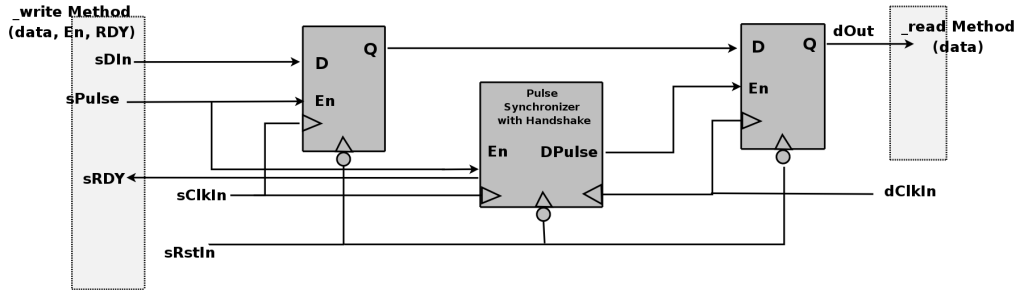 _write Method
(data, En, RDY)
sDIn
sPulse
sRDY
sClkIn
sRstIn
D
Q
En
Pulse
Synchronizer
with Handshake
En
DPulse
D
Q
En
dOut
_read Method
(data)
dClkIn